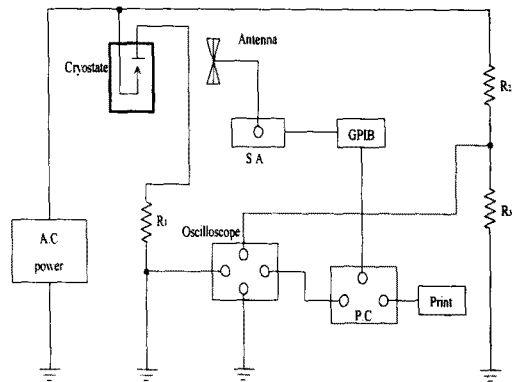 Antenna
Cryostate
R2
GPIB
S.A
R1
R3
Oscilloscope
A.C
power
P.C
Print